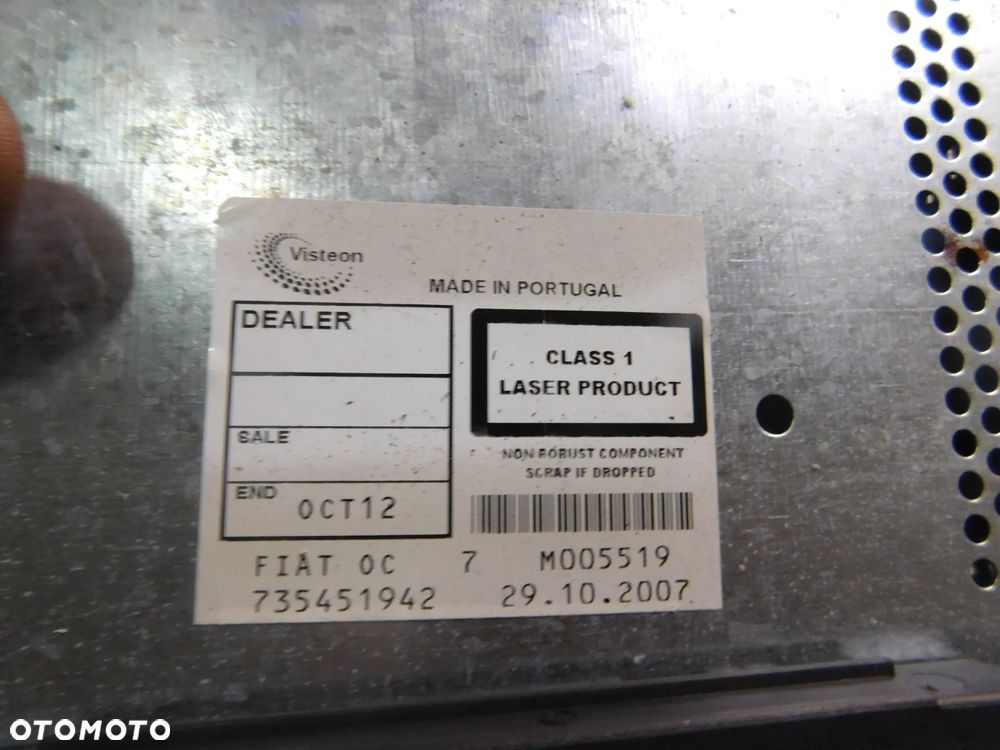 Visteon
MADE IN PORTUGAL
DEALER
CLASS 1
LASER PRODUCT
SALE
NON ROBUST COMPONENT
SCRAP IF DROPPED
END
OCT12
FIAT OC 7 M005519
735451942 29.10.2007
OTOMOTO